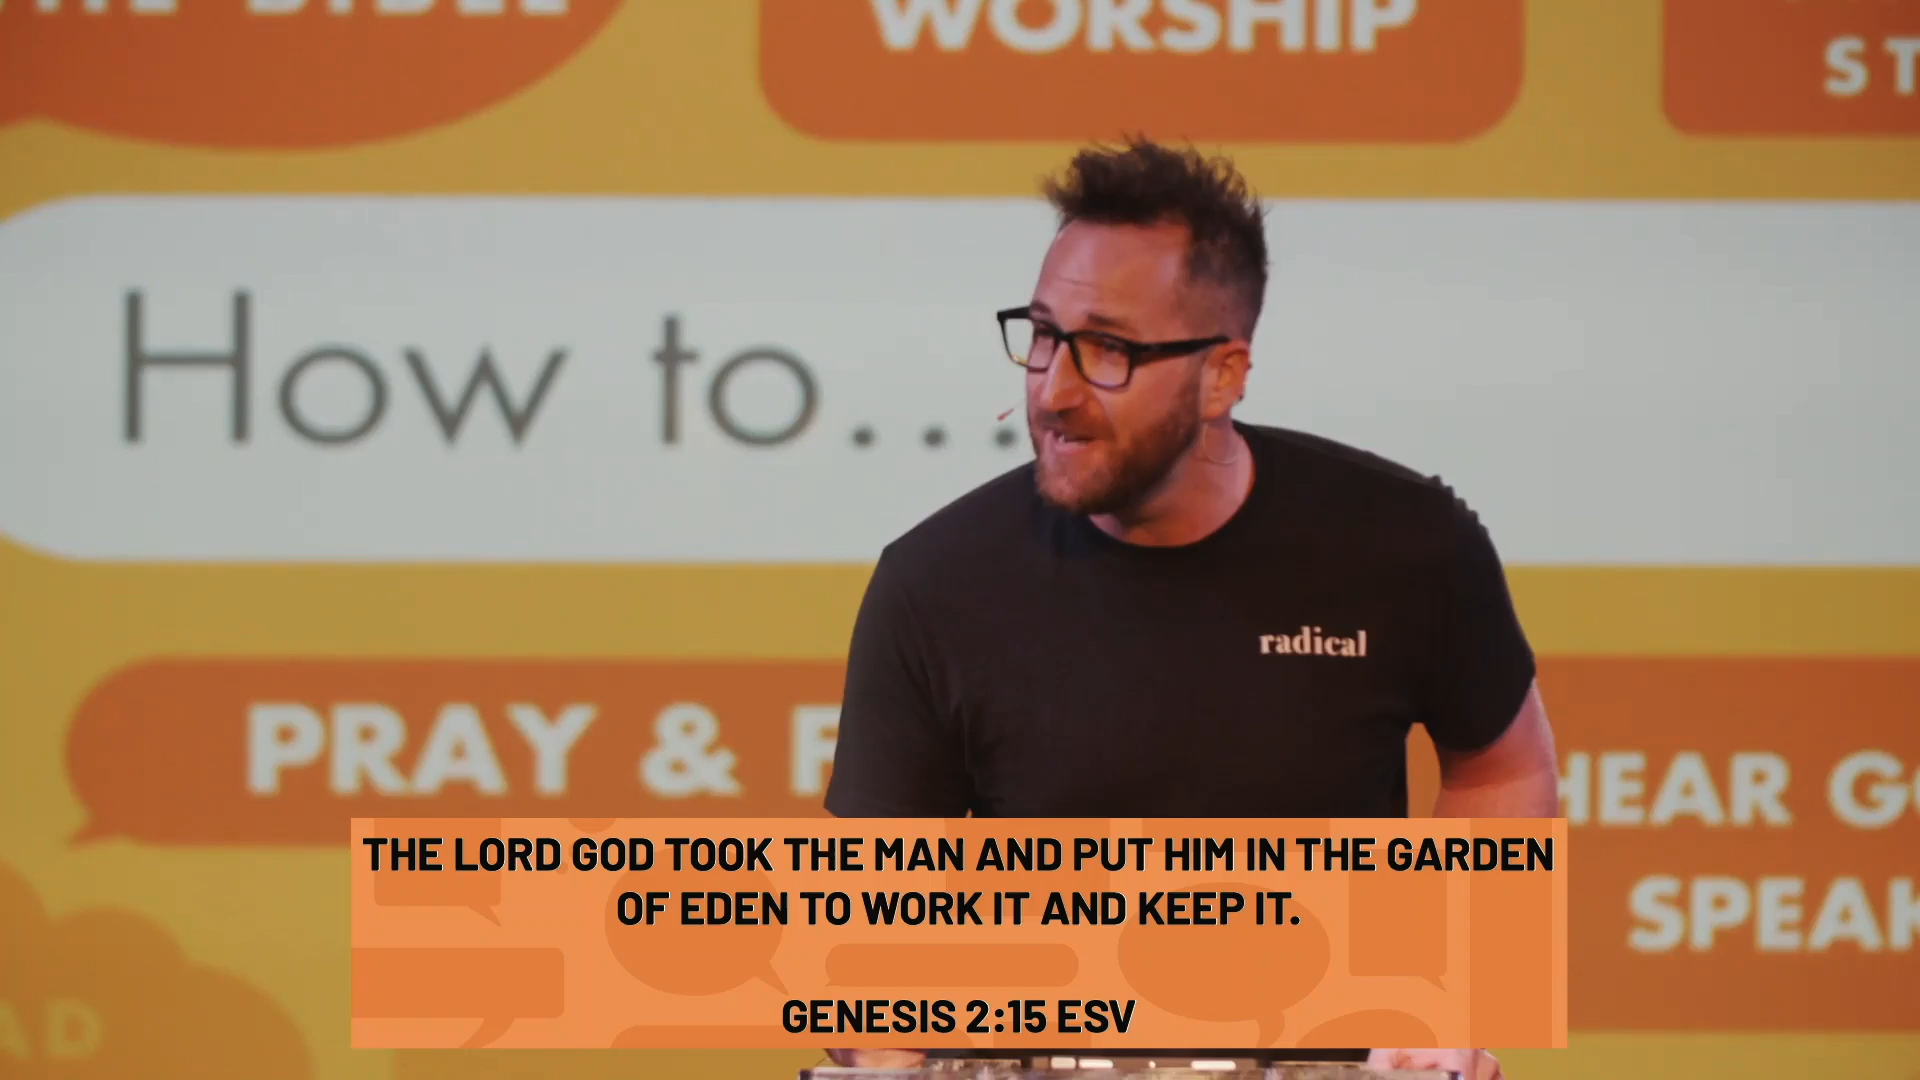 BIBLE
WORSHIP
How to...
radical
PRAY &
HEAR
SPEAK
THE LORD GOD TOOK THE MAN AND PUT HIM IN THE GARDEN
OF EDEN TO WORK IT AND KEEP IT.
GENESIS 2:15 ESV